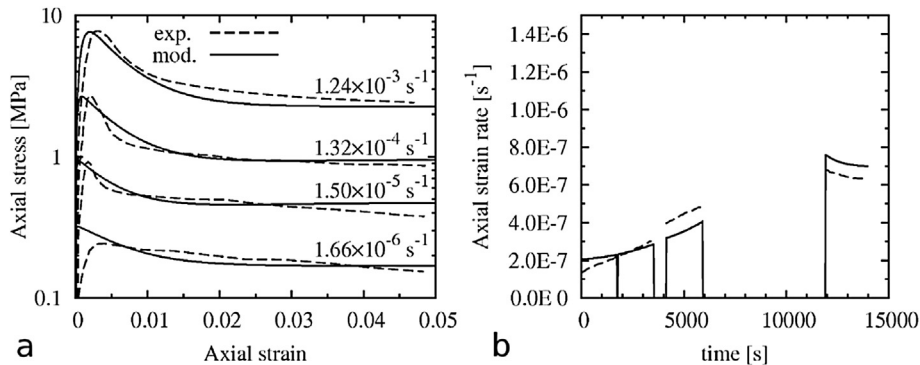 10
1
0.1
Axial stress [MPa]
exp.
mod.
1.24×10⁻³ s⁻¹
1.32×10⁻⁴ s⁻¹
1.50×10⁻⁵ s⁻¹
1.66×10⁻⁶ s⁻¹
0 0.01 0.02 0.03 0.04 0.05
Axial strain
a
Axial strain rate [s⁻¹]
1.4E-6
1.2E-6
1.0E-6
8.0E-7
6.0E-7
4.0E-7
2.0E-7
0.0E 0
0 5000 10000 15000
time [s]
b